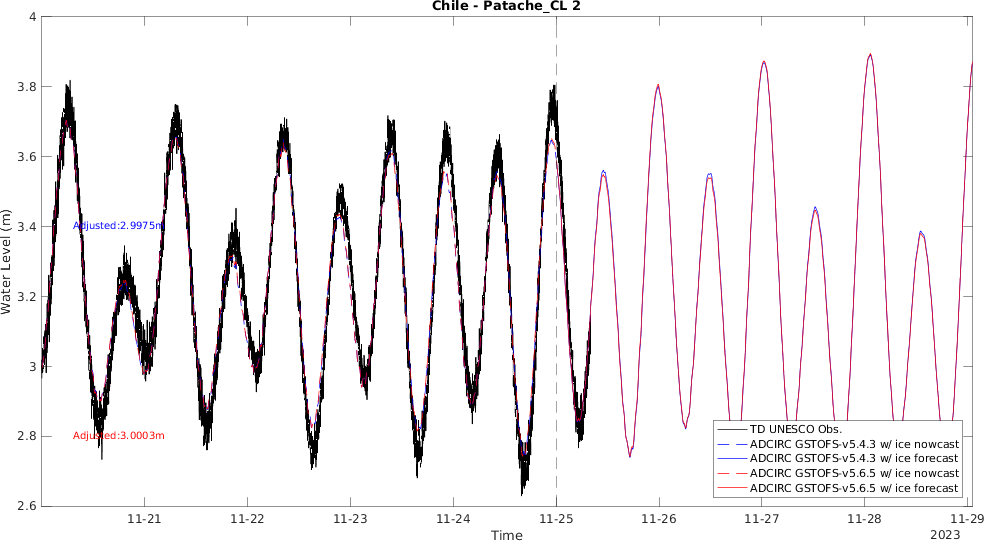 Chile - Patache_CL 2
4
3.8
3.6
3.4
3.2
3
2.8
2.6
Water Level (m)
Adjusted:2.9975m
Adjusted:3.0003m
TD UNESCO Obs.
ADCIRC GSTOFS-v5.4.3 w/ ice nowcast
ADCIRC GSTOFS-v5.4.3 w/ ice forecast
ADCIRC GSTOFS-v5.6.5 w/ ice nowcast
ADCIRC GSTOFS-v5.6.5 w/ ice forecast
11-21 11-22 11-23 11-24 11-25 11-26 11-27 11-28 11-29
Time
2023